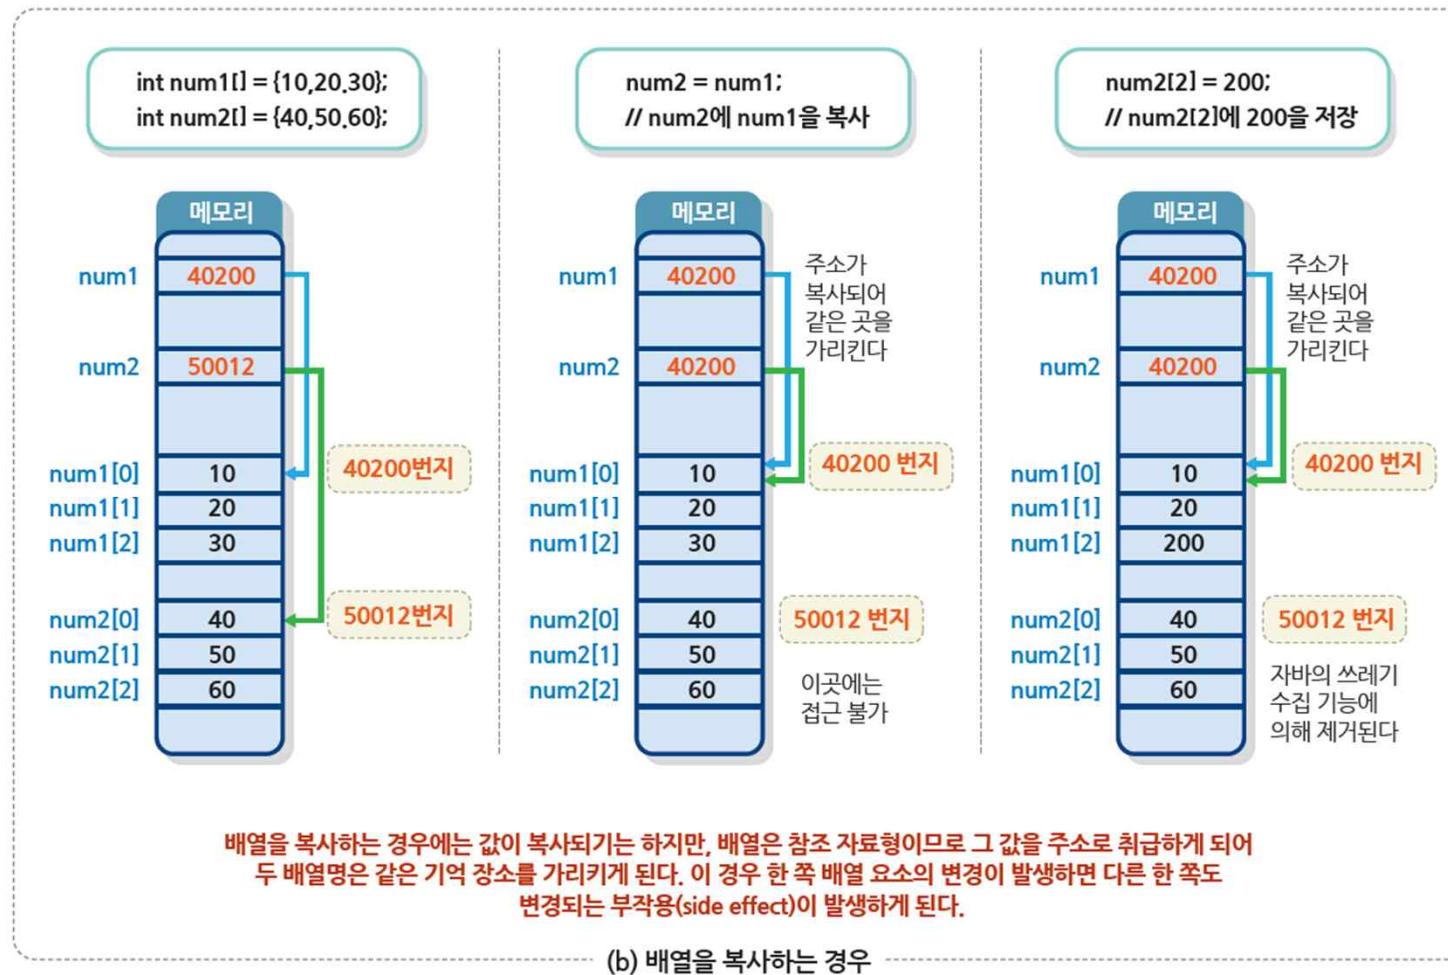 int num1[] = {10,20.30};
int num2[] = {40,50.60};
메모리
num1 40200
num2 50012
num1[0] 10
40200번지
num1[1] 20
num1[2] 30
num2[0] 40
50012번지
num2[1] 50
num2[2] 60
num2 = num1;
// num2에 num1을 복사
메모리
num1 40200
주소가
복사되어
같은 곳을
가리킨다
num2 40200
num1[0] 10
40200 번지
num1[1] 20
num1[2] 30
num2[0] 40
50012 번지
num2[1] 50
num2[2] 60
이곳에는
접근 불가
num2[2] = 200;
// num2[2]에 200을 저장
메모리
num1 40200
주소가
복사되어
같은 곳을
가리킨다
num2 40200
num1[0] 10
40200 번지
num1[1] 20
num1[2] 200
num2[0] 40
50012 번지
num2[1] 50
num2[2] 60
자바의 쓰레기
수집 기능에
의해 제거된다
배열을 복사하는 경우에는 값이 복사되기는 하지만, 배열은 참조 자료형이므로 그 값을 주소로 취급하게 되어
두 배열명은 같은 기억 장소를 가리키게 된다. 이 경우 한 쪽 배열 요소의 변경이 발생하면 다른 한 쪽도
변경되는 부작용(side effect)이 발생하게 된다.
(b) 배열을 복사하는 경우